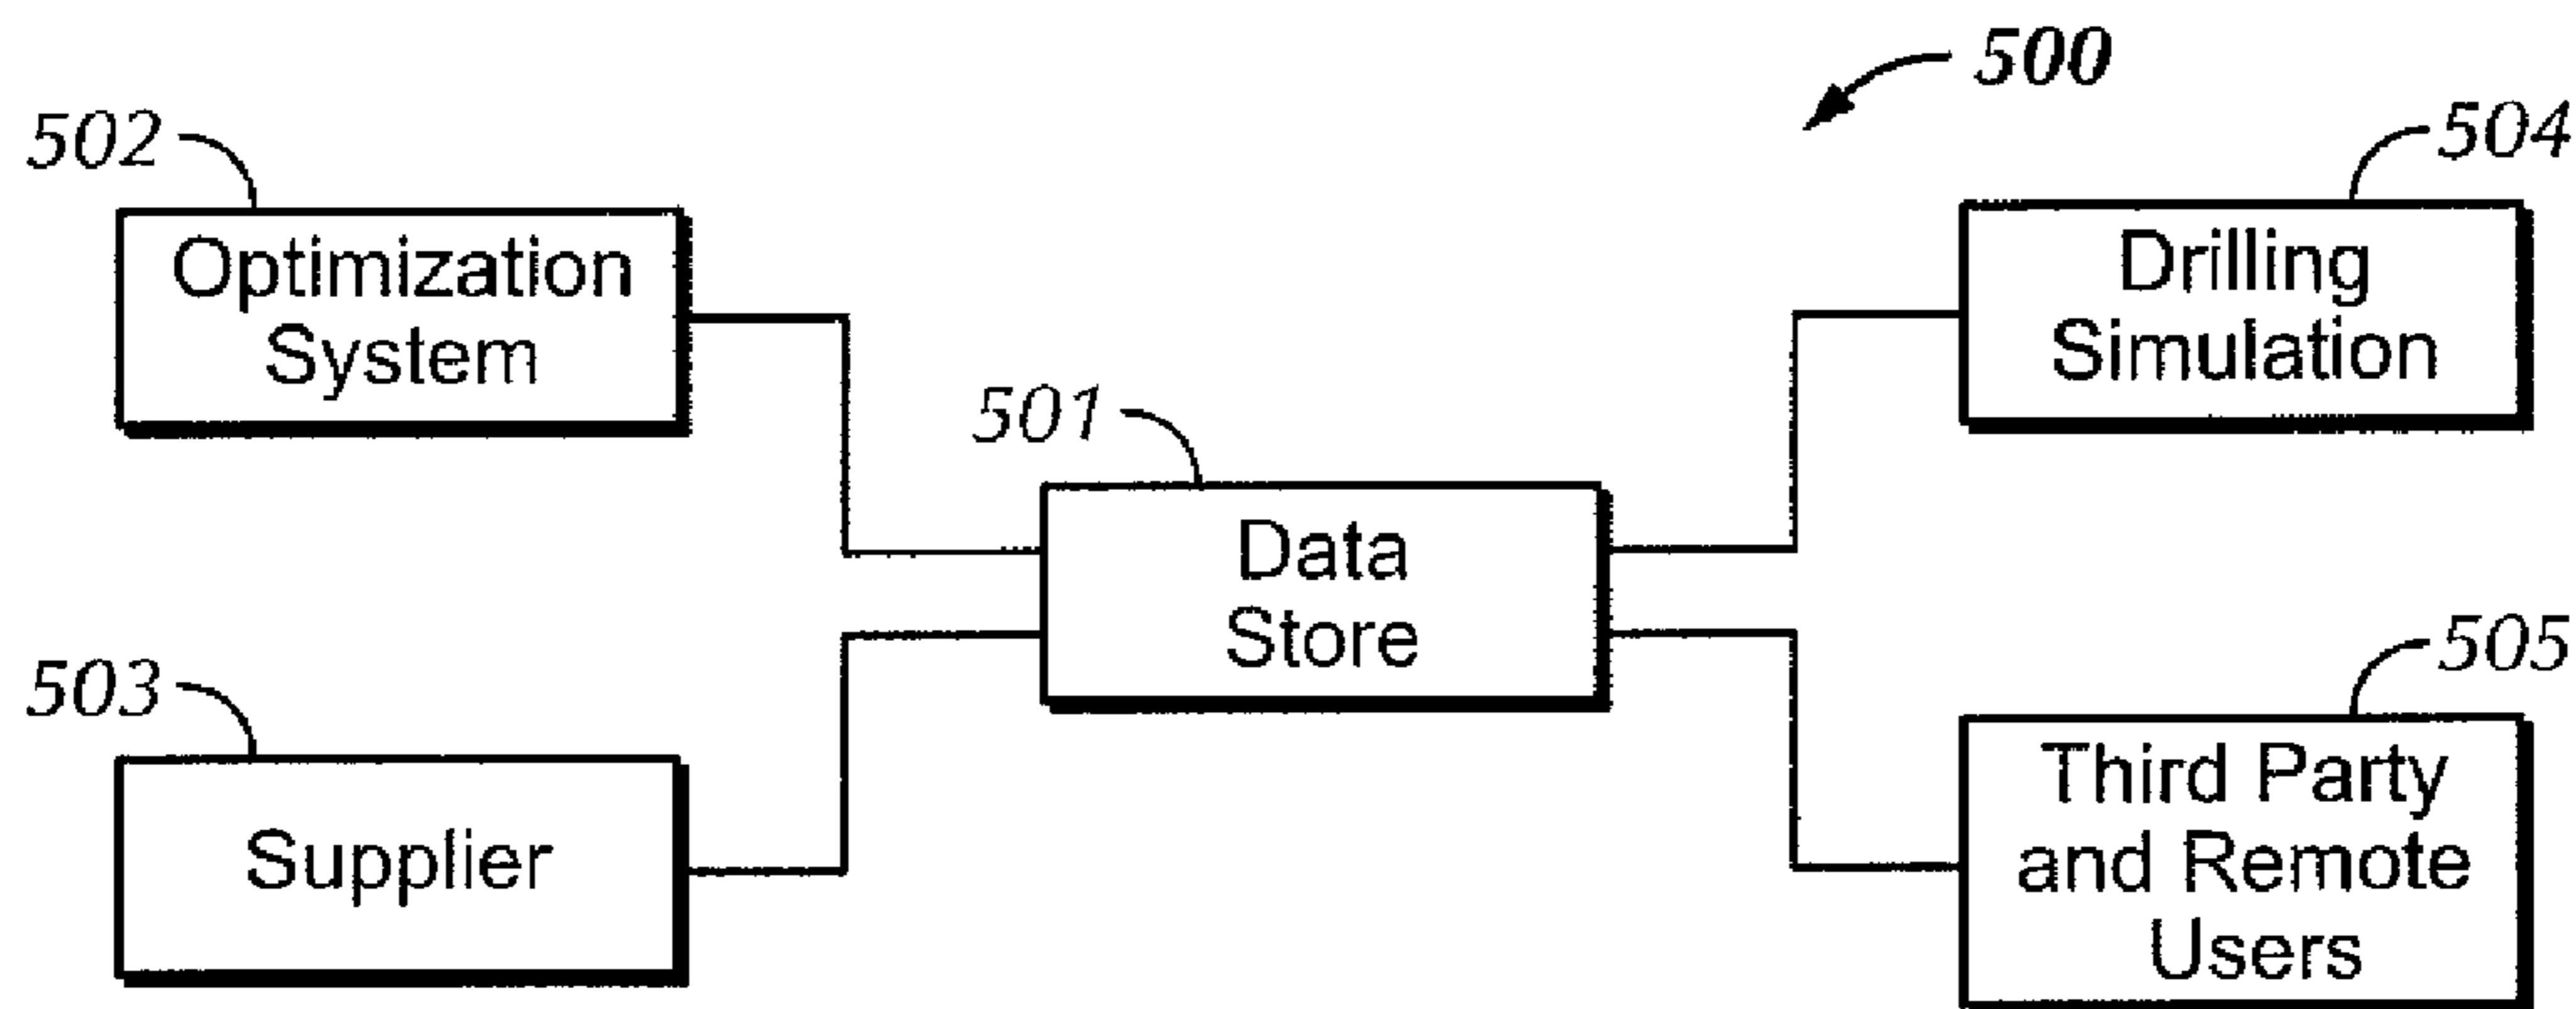 500
502
504
Optimization
System
Drilling
Simulation
501
Data
Store
503
505
Supplier
Third Party
and Remote
Users